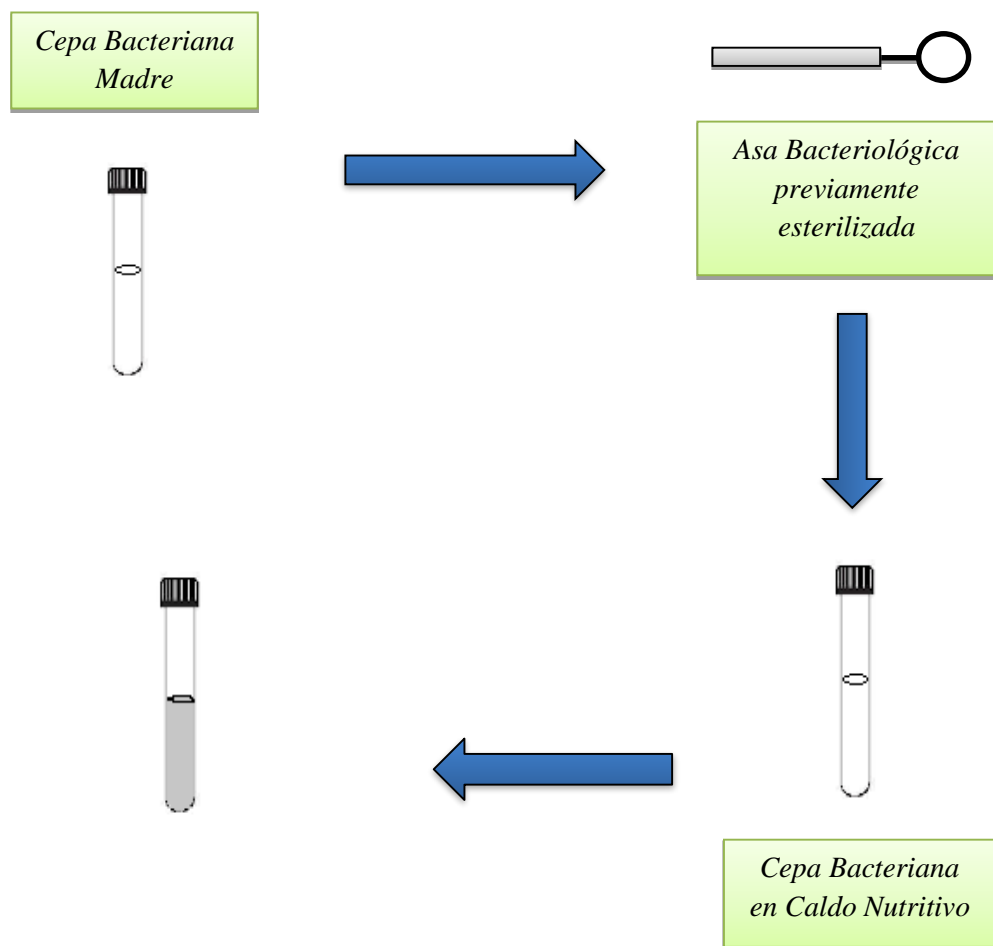 Cepa Bacteriana
Madre
Asa Bacteriológica
previamente
esterilizada
Cepa Bacteriana
en Caldo Nutritivo